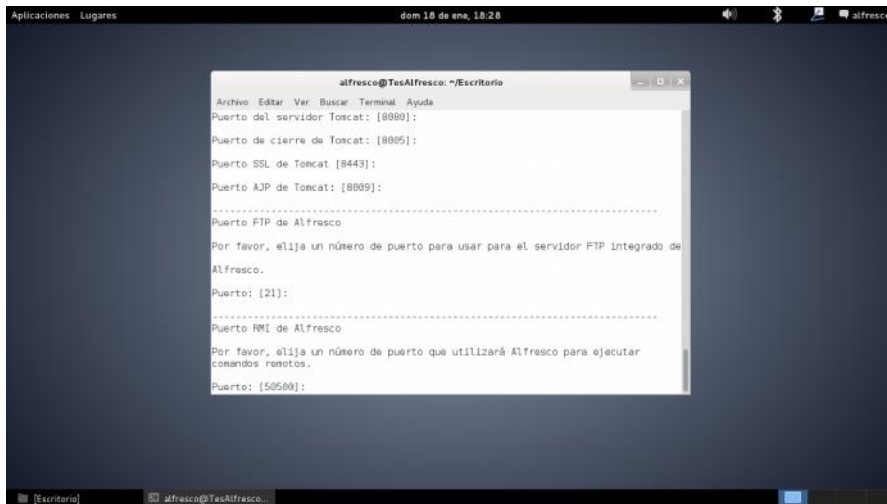 Aplicaciones Lugares
dom 18 de ene, 18:28
alfresco
alfresco@TesAlfresco: ~/Escritorio
Archivo Editar Ver Buscar Terminal Ayuda
Puerto del servidor Tomcat: [8080]:
Puerto de cierre de Tomcat: [8005]:
Puerto SSL de Tomcat [8443]:
Puerto AJP de Tomcat: [8009]:
----------------------------------------------------------------------------
Puerto FTP de Alfresco
Por favor, elija un número de puerto para usar para el servidor FTP integrado de
Alfresco.
Puerto: [21]:
----------------------------------------------------------------------------
Puerto RMI de Alfresco
Por favor, elija un número de puerto que utilizará Alfresco para ejecutar
comandos remotos.
Puerto: [50500]:
[Escritorio]
alfresco@TesAlfresco...